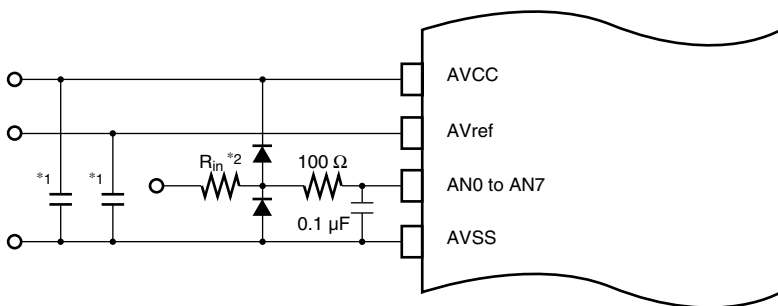 AVCC
AVref
*1
*1
Rin *2
100 Ω
AN0 to AN7
0.1 µF
AVSS